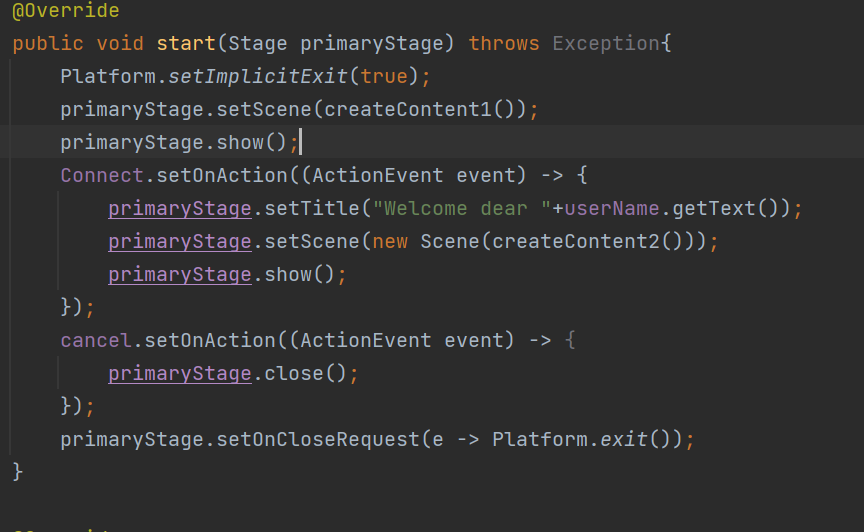 @Override
public void start(Stage primaryStage) throws Exception{
    Platform.setImplicitExit(true);
    primaryStage.setScene(createContent1());
    primaryStage.show();
    Connect.setOnAction((ActionEvent event) -> {
        primaryStage.setTitle("Welcome dear "+userName.getText());
        primaryStage.setScene(new Scene(createContent2()));
        primaryStage.show();
    });
    cancel.setOnAction((ActionEvent event) -> {
        primaryStage.close();
    });
    primaryStage.setOnCloseRequest(e -> Platform.exit());
}